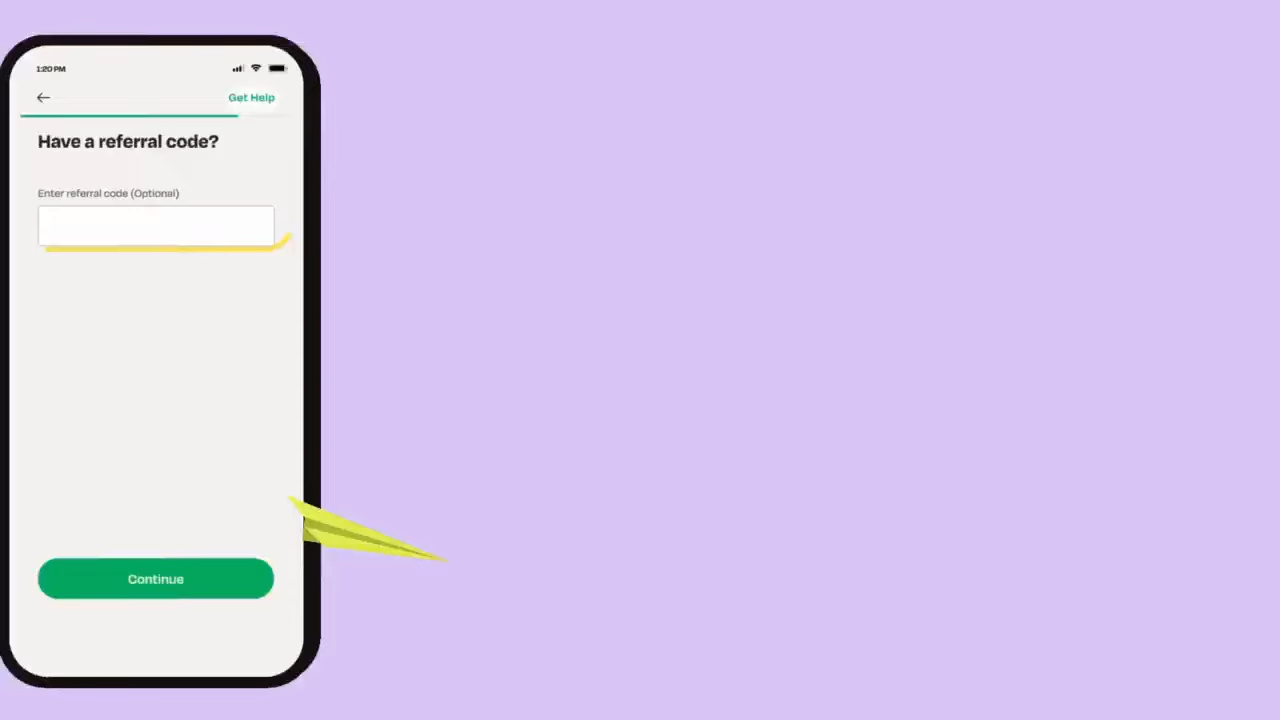 1:20 PM
Get Help
Have a referral code?
Enter referral code (Optional)
Continue